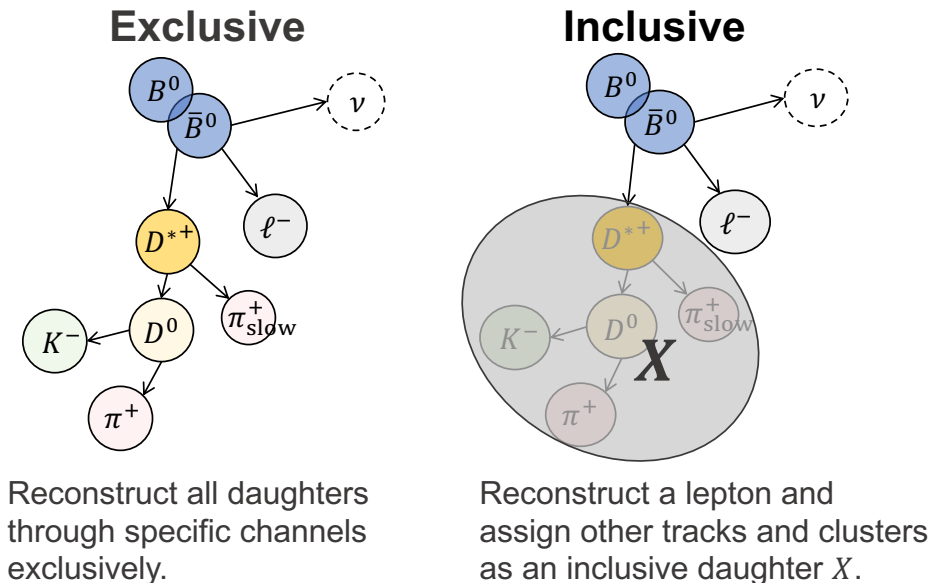 Exclusive
B⁰
B̄⁰
ν
ℓ⁻
D*⁺
π⁺slow
D⁰
K⁻
π⁺
Reconstruct all daughters
through specific channels
exclusively.
Inclusive
B⁰
B̄⁰
ν
ℓ⁻
D*⁺
π⁺slow
D⁰
K⁻
X
π⁺
Reconstruct a lepton and
assign other tracks and clusters
as an inclusive daughter X.